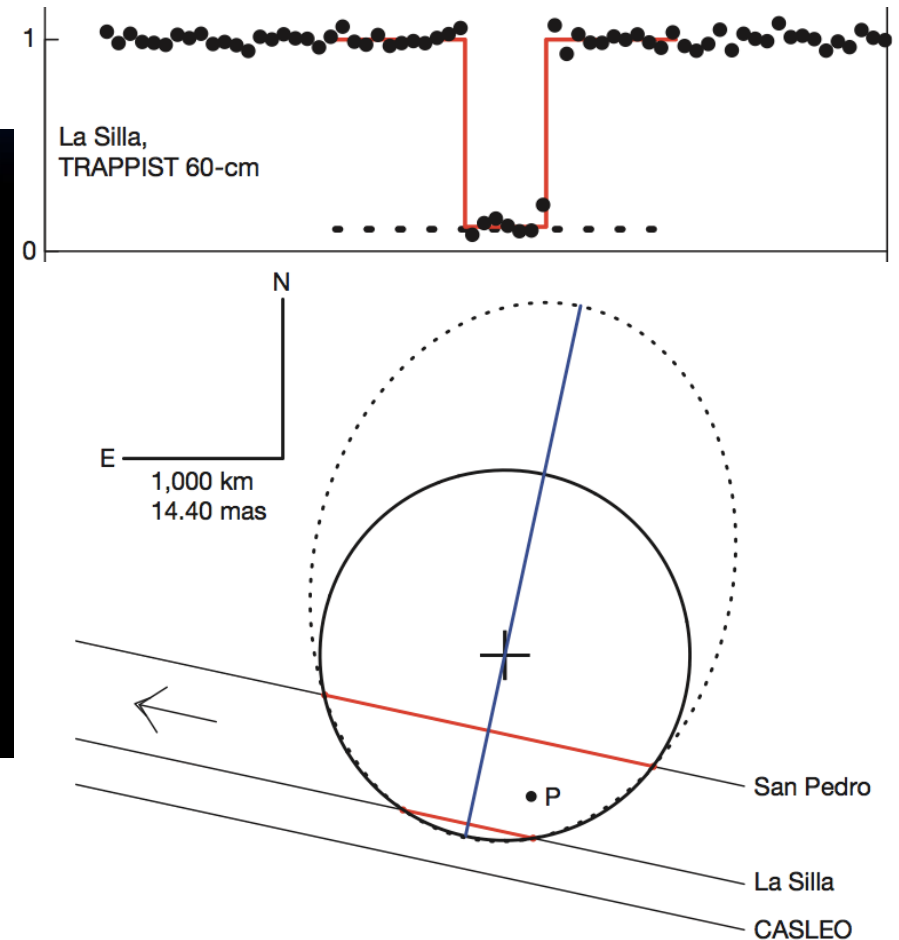 1
La Silla,
TRAPPIST 60-cm
0
N
E
1,000 km
14.40 mas
P
San Pedro
La Silla
CASLEO